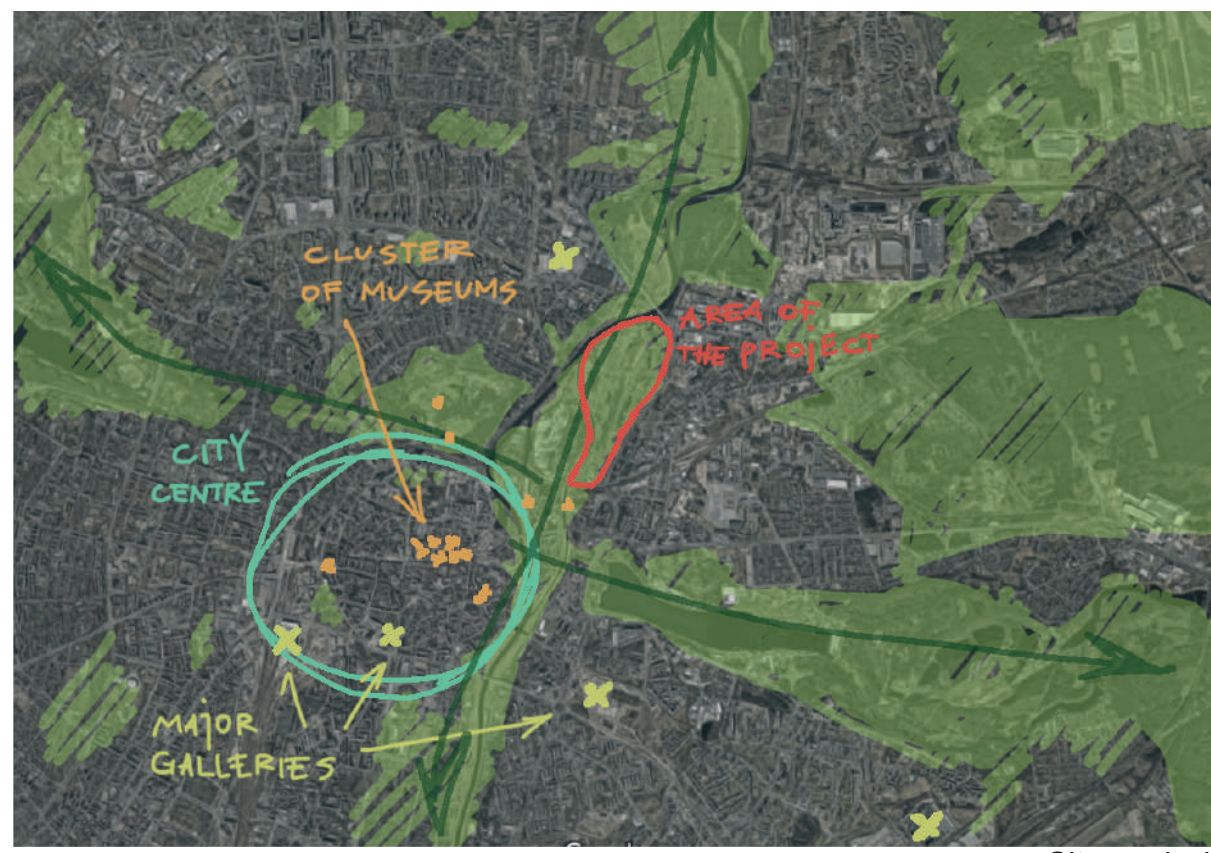 CLUSTER
OF MUSEUMS
AREA OF
THE PROjECT
CITY
CENTRE
MAjOR
GALLERIES